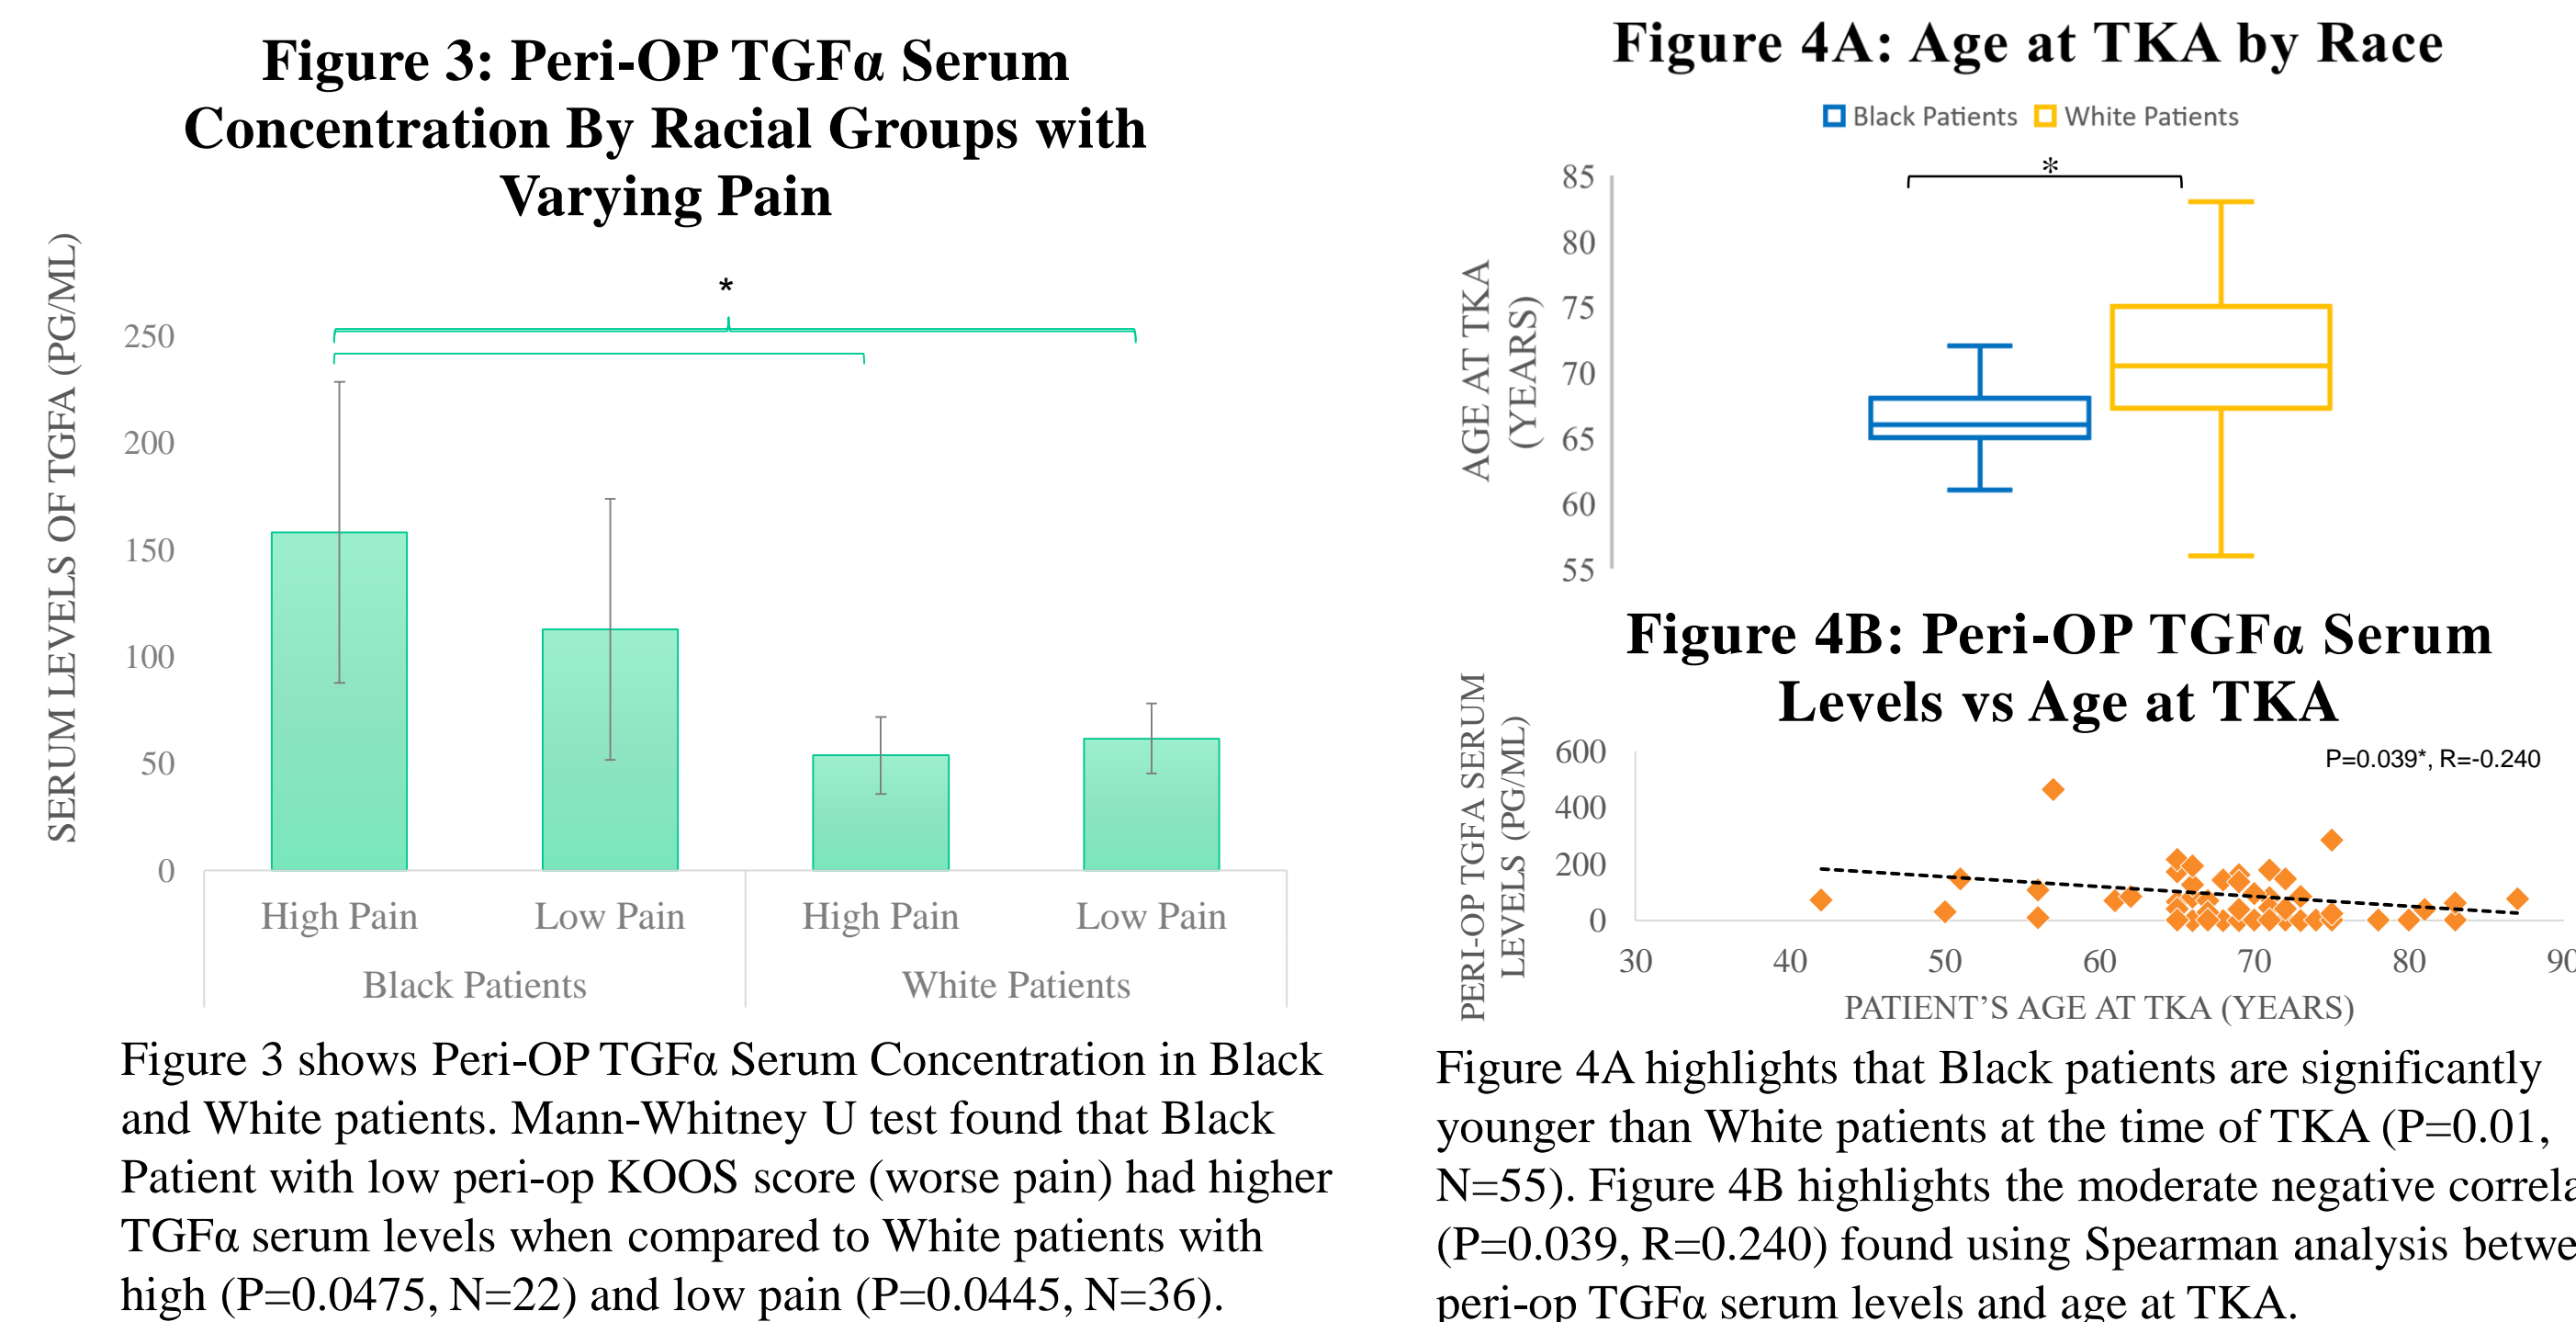 Figure 3: Peri-OP TGFα Serum
Concentration By Racial Groups with
Varying Pain
SERUM LEVELS OF TGFA (PG/ML)
*
250
200
150
100
50
0
High Pain
Low Pain
High Pain
Low Pain
Black Patients
White Patients
Figure 3 shows Peri-OP TGFα Serum Concentration in Black
and White patients. Mann-Whitney U test found that Black
Patient with low peri-op KOOS score (worse pain) had higher
TGFα serum levels when compared to White patients with
high (P=0.0475, N=22) and low pain (P=0.0445, N=36).
Figure 4A: Age at TKA by Race
Black Patients White Patients
*
AGE AT TKA
(YEARS)
85
80
75
70
65
60
55
Figure 4B: Peri-OP TGFα Serum
Levels vs Age at TKA
PERI-OP TGFA SERUM
LEVELS (PG/ML)
P=0.039*, R=-0.240
600
400
200
0
30 40 50 60 70 80 90
PATIENT’S AGE AT TKA (YEARS)
Figure 4A highlights that Black patients are significantly
younger than White patients at the time of TKA (P=0.01,
N=55). Figure 4B highlights the moderate negative correla
(P=0.039, R=0.240) found using Spearman analysis betwe
peri-op TGFα serum levels and age at TKA.